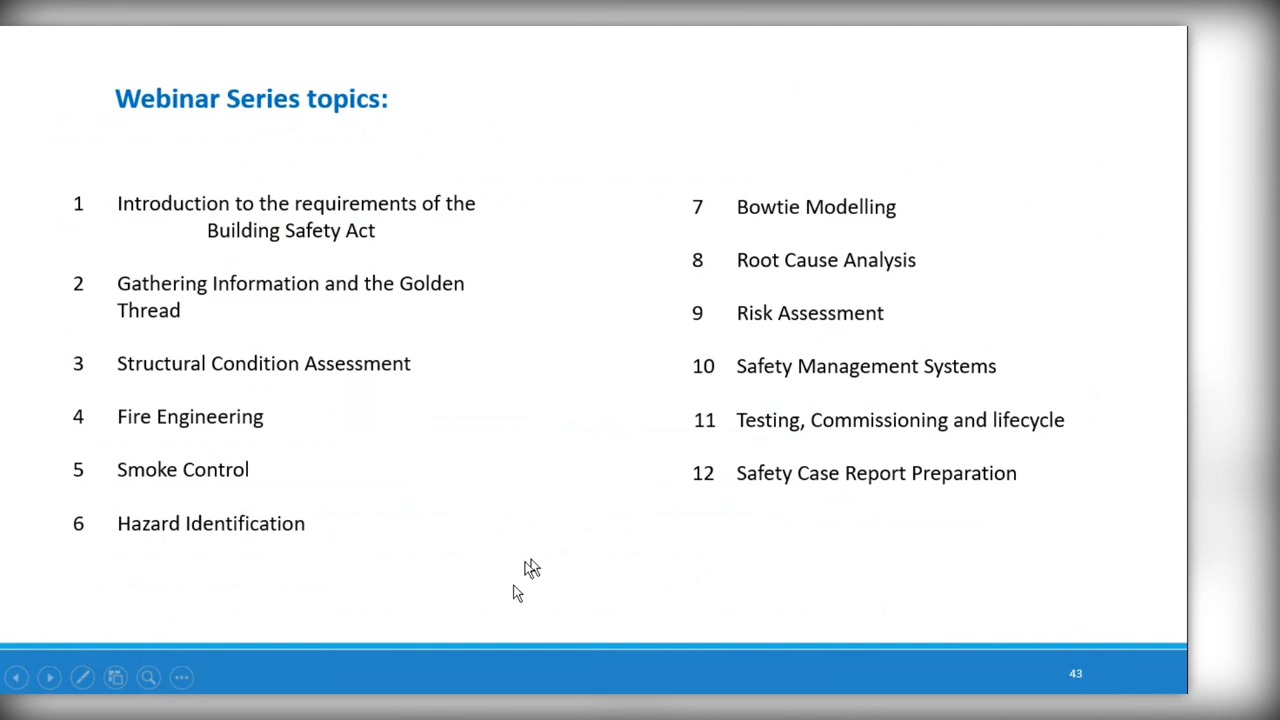 Webinar Series topics:
1 Introduction to the requirements of the
Building Safety Act
2 Gathering Information and the Golden
Thread
3 Structural Condition Assessment
4 Fire Engineering
5 Smoke Control
6 Hazard Identification
7 Bowtie Modelling
8 Root Cause Analysis
9 Risk Assessment
10 Safety Management Systems
11 Testing, Commissioning and lifecycle
12 Safety Case Report Preparation
43